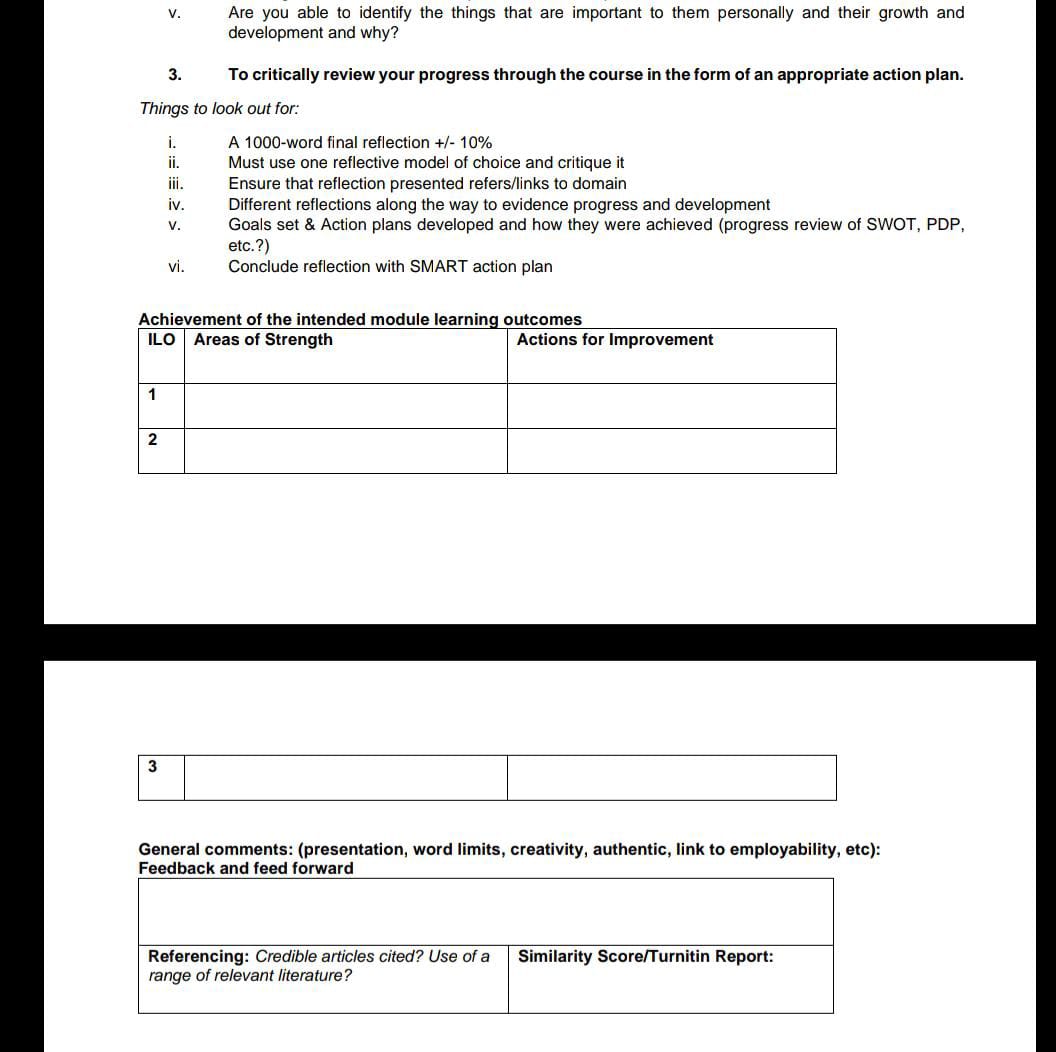 v. Are you able to identify the things that are important to them personally and their growth and
development and why?
3. To critically review your progress through the course in the form of an appropriate action plan.
Things to look out for:
i. A 1000-word final reflection +/- 10%
ii. Must use one reflective model of choice and critique it
iii. Ensure that reflection presented refers/links to domain
iv. Different reflections along the way to evidence progress and development
v. Goals set & Action plans developed and how they were achieved (progress review of SWOT, PDP,
etc.?)
vi. Conclude reflection with SMART action plan
Achievement of the intended module learning outcomes
ILO Areas of Strength Actions for Improvement
1
2
3
General comments: (presentation, word limits, creativity, authentic, link to employability, etc):
Feedback and feed forward
Referencing: Credible articles cited? Use of a Similarity Score/Turnitin Report:
range of relevant literature?